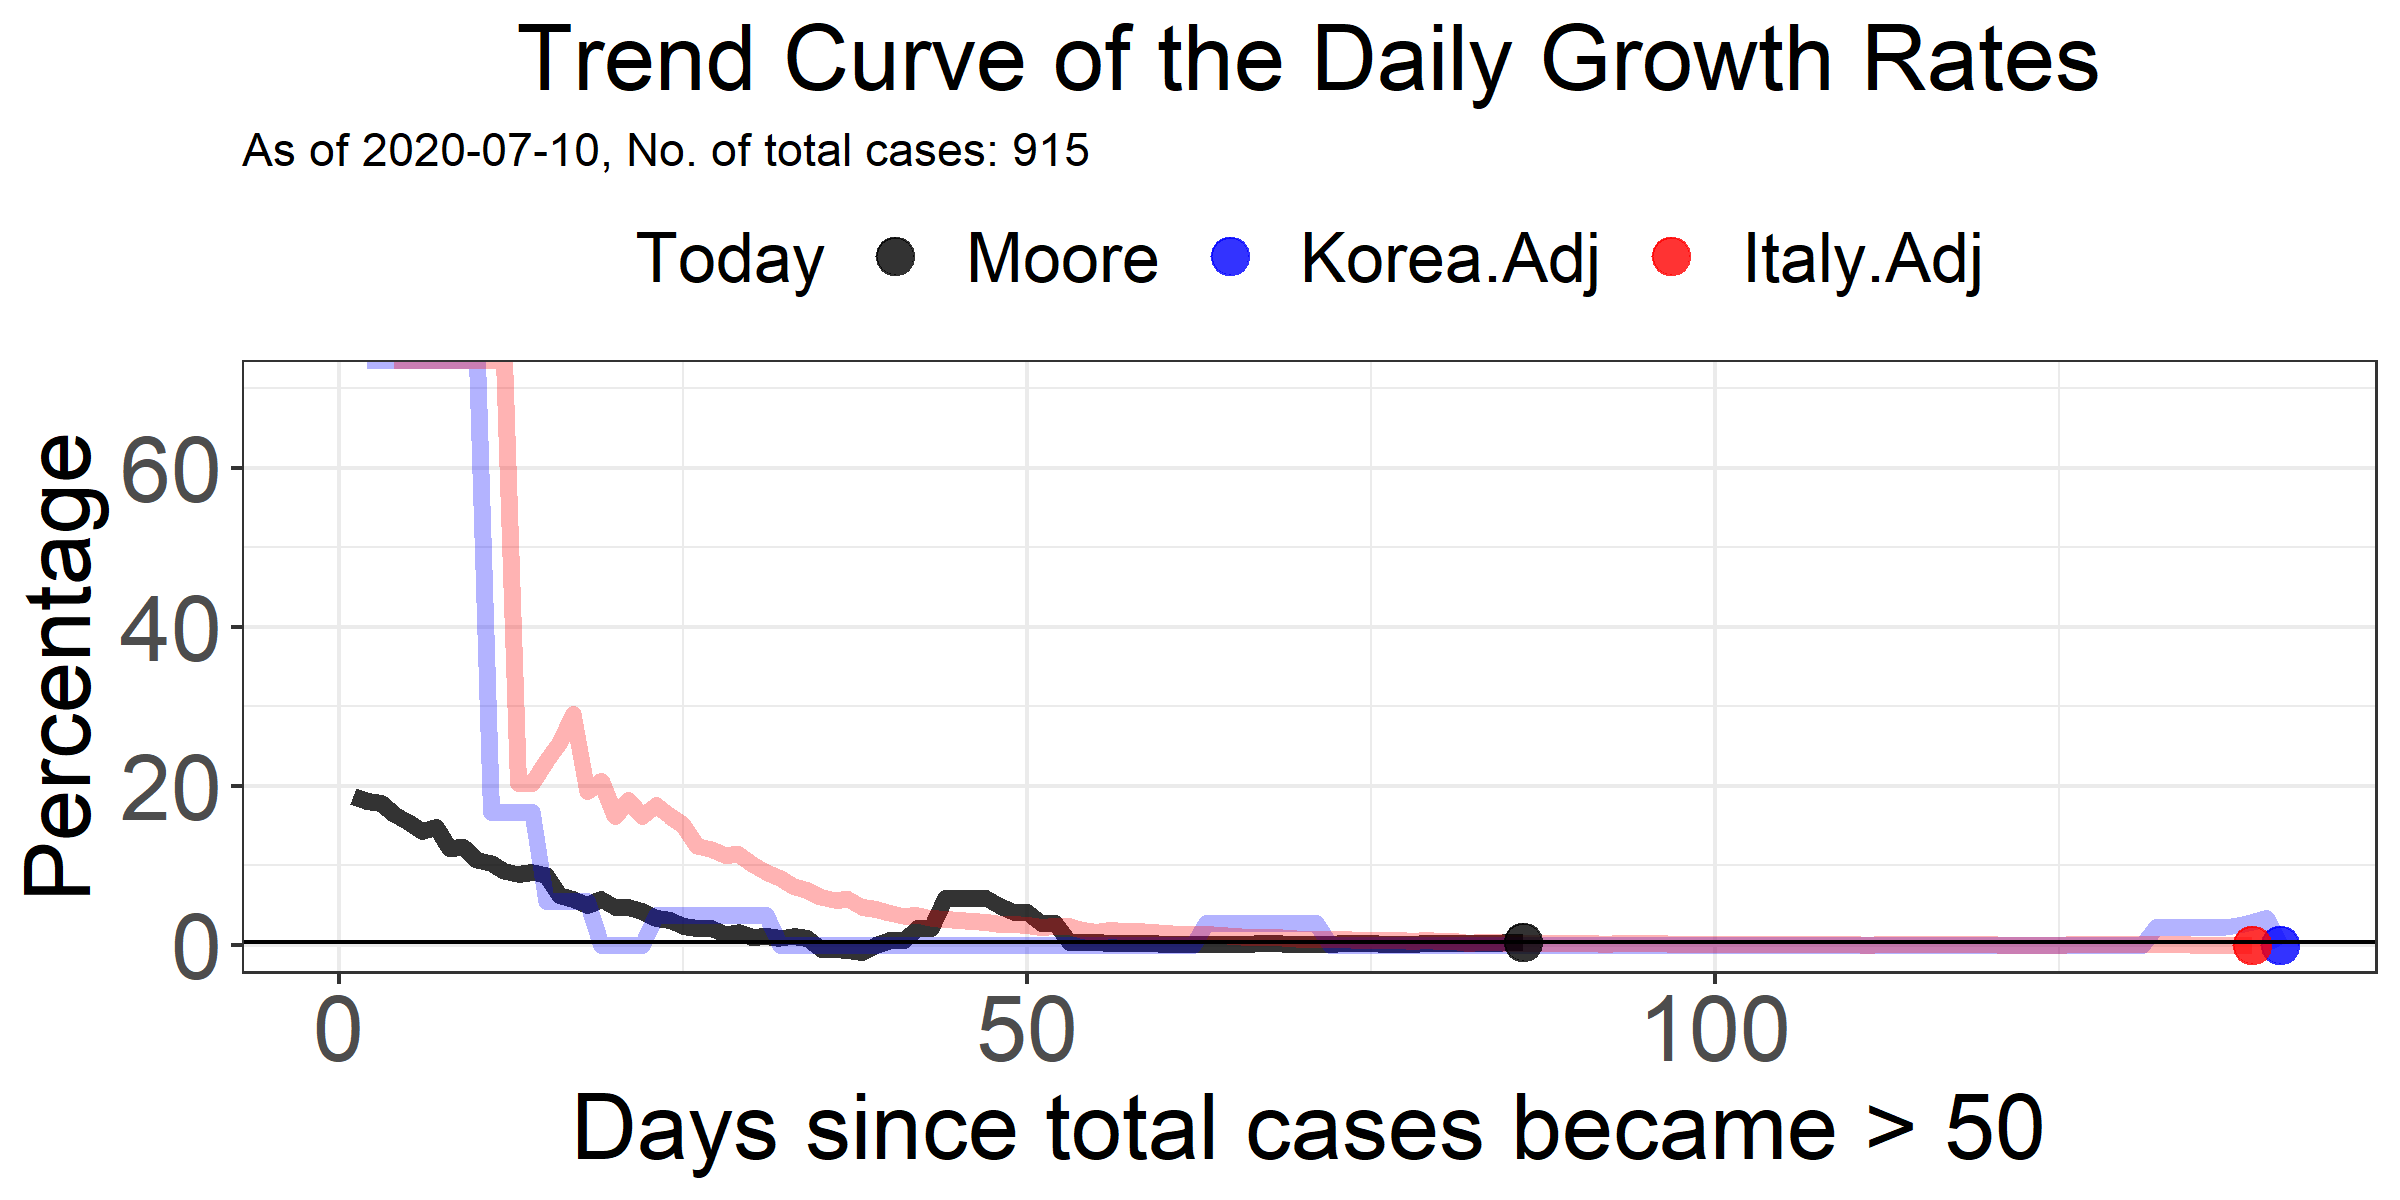 Trend Curve of the Daily Growth Rates
As of 2020-07-10, No. of total cases: 915
Today Moore Korea.Adj Italy.Adj
Percentage
60
40
20
0
0 50 100
Days since total cases became > 50